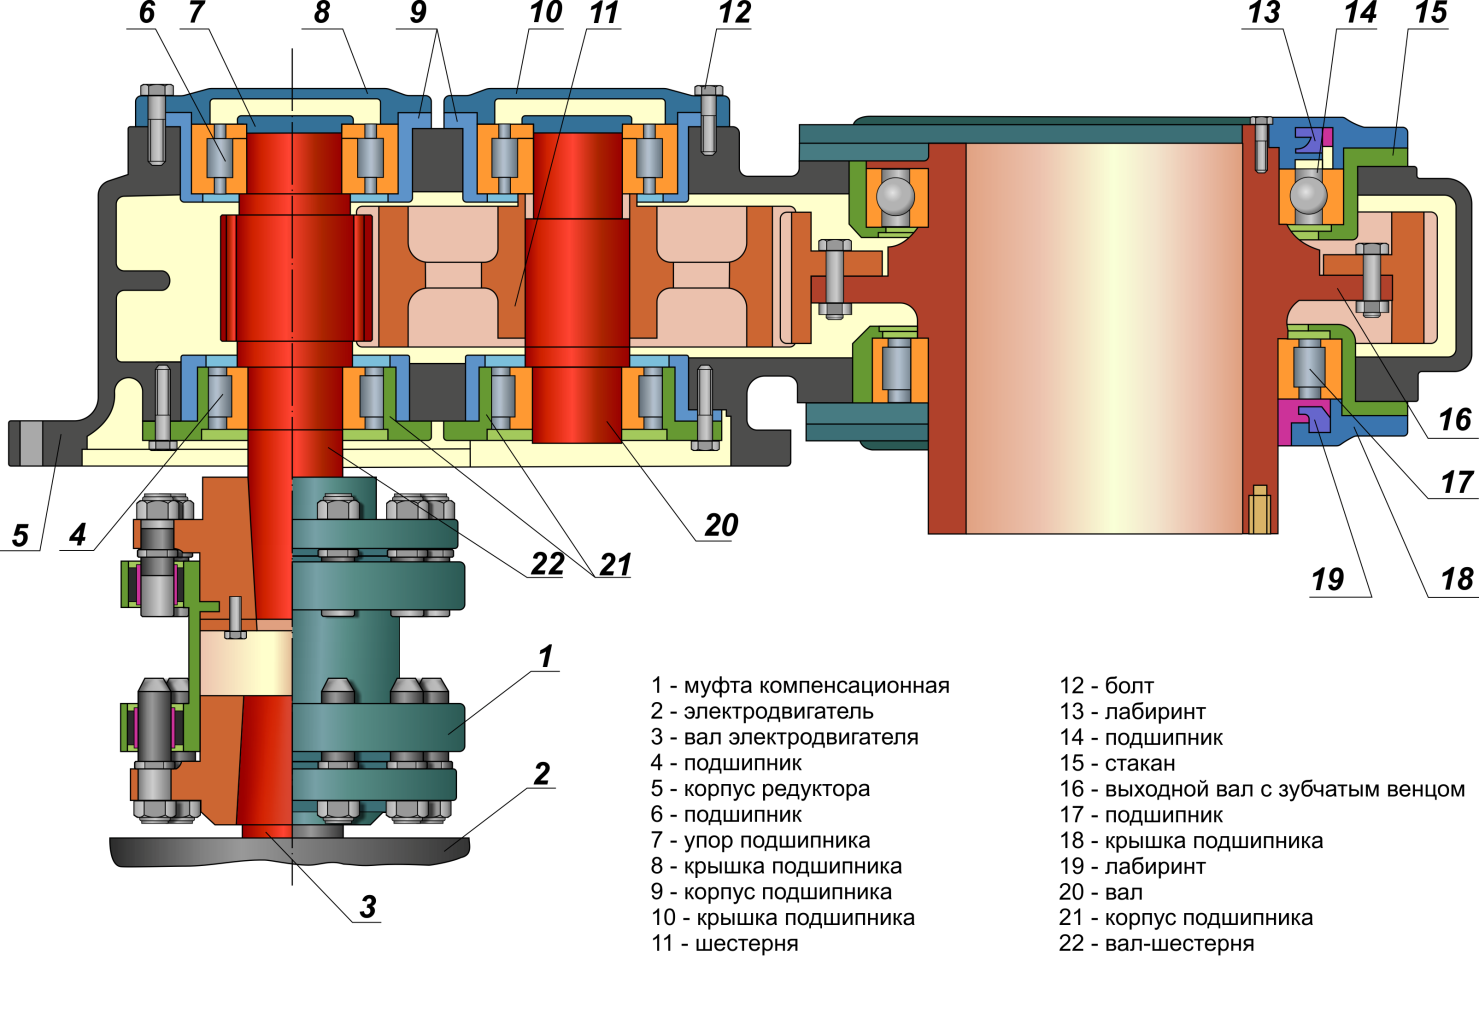 6 7 8 9 10 11 12 13 14 15
16
17
5 4 22 21 20 19 18
1
2
3
1 - муфта компенсационная
2 - электродвигатель
3 - вал электродвигателя
4 - подшипник
5 - корпус редуктора
6 - подшипник
7 - упор подшипника
8 - крышка подшипника
9 - корпус подшипника
10 - крышка подшипника
11 - шестерня
12 - болт
13 - лабиринт
14 - подшипник
15 - стакан
16 - выходной вал с зубчатым венцом
17 - подшипник
18 - крышка подшипника
19 - лабиринт
20 - вал
21 - корпус подшипника
22 - вал-шестерня